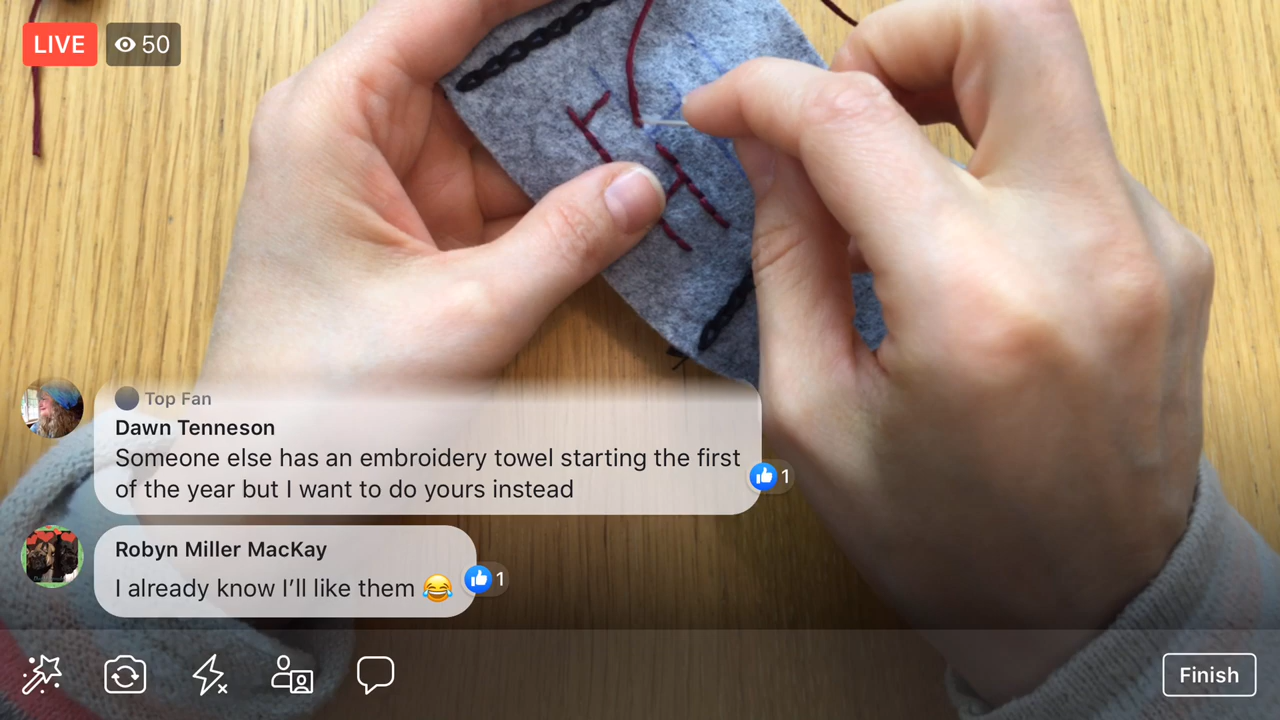 LIVE 50
Top Fan
Dawn Tenneson
Someone else has an embroidery towel starting the first
of the year but I want to do yours instead
1
Robyn Miller MacKay
I already know I’ll like them 😂
1
Finish